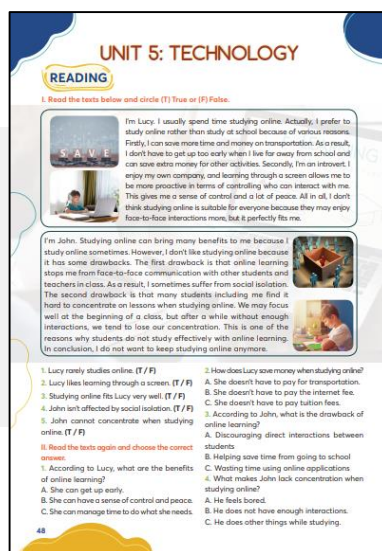 UNIT 5: TECHNOLOGY
READING
I. Read the texts below and circle (T) True or (F) False.
SAVE
I'm Lucy. I usually spend time studying online. Actually, I prefer to
study online rather than study at school because of various reasons.
Firstly, I can save more time and money on transportation. As a result,
I don't have to get up too early when I live far away from school and
can save extra money for other activities. Secondly, I'm an introvert. I
enjoy my own company, and learning through a screen allows me to
be more proactive in terms of controlling who can interact with me.
This gives me a sense of control and a lot of peace. All in all, I don't
think studying online is suitable for everyone because they may enjoy
face-to-face interactions more, but it perfectly fits me.
I'm John. Studying online can bring many benefits to me because I
study online sometimes. However, I don't like studying online because
it has some drawbacks. The first drawback is that online learning
stops me from face-to-face communication with other students and
teachers in class. As a result, I sometimes suffer from social isolation.
The second drawback is that many students including me find it
hard to concentrate on lessons when studying online. We may focus
well at the beginning of a class, but after a while without enough
interactions, we tend to lose our concentration. This is one of the
reasons why students do not study effectively with online learning.
In conclusion, I do not want to keep studying online anymore.
1. Lucy rarely studies online. (T / F)
2. Lucy likes learning through a screen. (T / F)
3. Studying online fits Lucy very well. (T / F)
4. John isn't affected by social isolation. (T / F)
5. John cannot concentrate when studying
online. (T / F)
II. Read the texts again and choose the correct
answer.
1. According to Lucy, what are the benefits
of online learning?
A. She can get up early.
B. She can have a sense of control and peace.
C. She can manage time to do what she needs.
2. How does Lucy save money when studying online?
A. She doesn't have to pay for transportation.
B. She doesn't have to pay the internet fee.
C. She doesn't have to pay tuition fees.
3. According to John, what is the drawback of
online learning?
A. Discouraging direct interactions between
students
B. Helping save time from going to school
C. Wasting time using online applications
4. What makes John lack concentration when
studying online?
A. He feels bored.
B. He does not have enough interactions.
C. He does other things while studying.
48